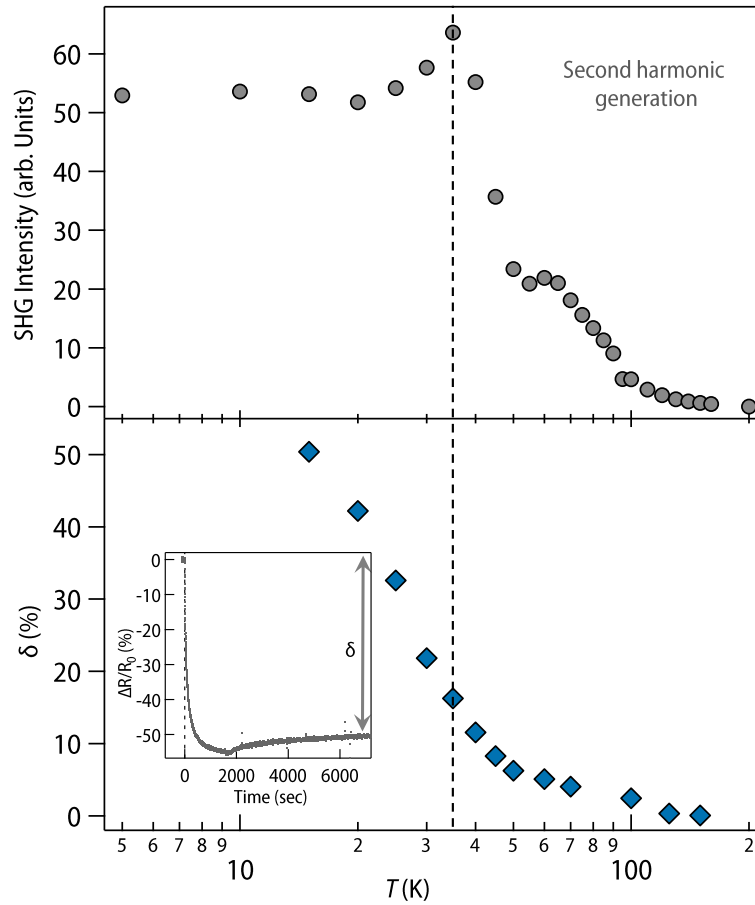 SHG Intensity (arb. Units)
60
50
40
30
20
10
0
Second harmonic
generation
δ (%)
50
40
30
20
10
0
ΔR/R0 (%)
0
-10
-20
-30
-40
-50
δ
0 2000 4000 6000
Time (sec)
5 6 7 8 9 2 3 4 5 6 7 8 9 2
10 100
T (K)